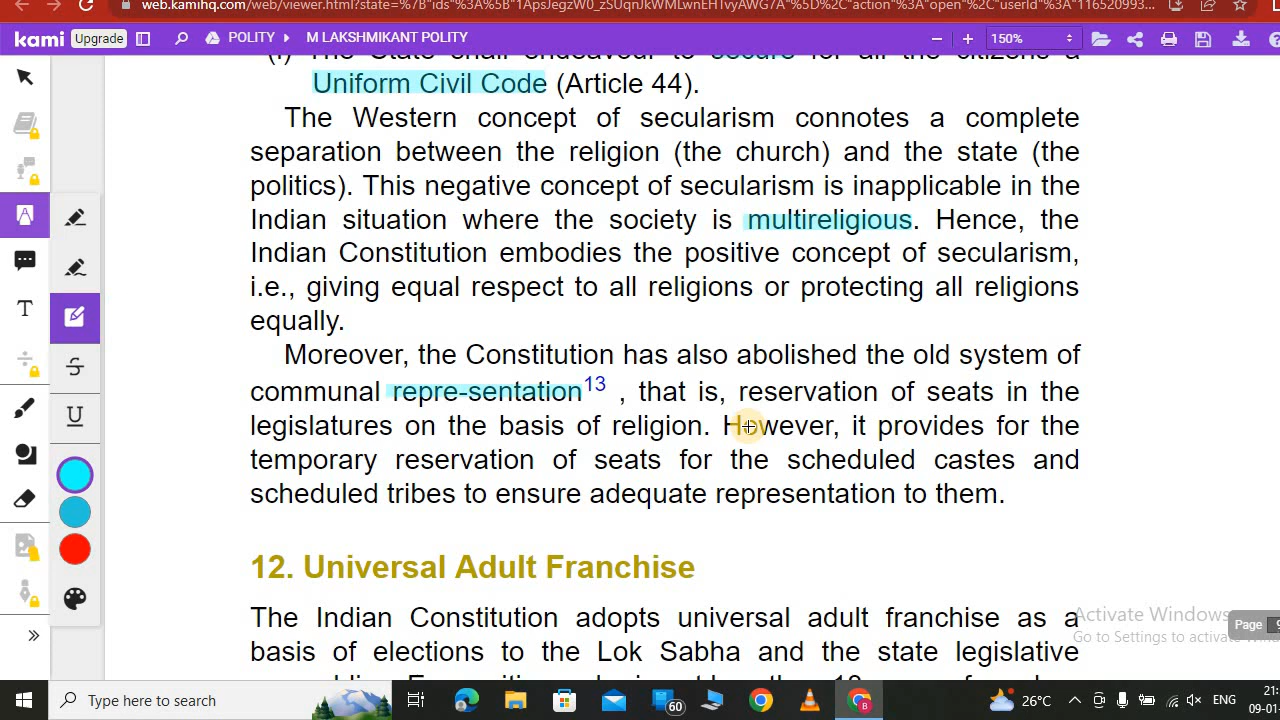 web.kamihq.com/web/viewer.html?state=%7B"ids"%3A%5B"1ApsJegzW0_zSUqnJkWMLwnEHTvyAWG7A"%5D%2C"action"%3A"open"%2C"userId"%3A"116520993...
kami Upgrade POLITY M LAKSHMIKANT POLITY 150%
Uniform Civil Code (Article 44).
The Western concept of secularism connotes a complete
separation between the religion (the church) and the state (the
politics). This negative concept of secularism is inapplicable in the
Indian situation where the society is multireligious. Hence, the
Indian Constitution embodies the positive concept of secularism,
i.e., giving equal respect to all religions or protecting all religions
equally.
Moreover, the Constitution has also abolished the old system of
communal repre-sentation13 , that is, reservation of seats in the
legislatures on the basis of religion. However, it provides for the
temporary reservation of seats for the scheduled castes and
scheduled tribes to ensure adequate representation to them.
12. Universal Adult Franchise
The Indian Constitution adopts universal adult franchise as a
basis of elections to the Lok Sabha and the state legislative
Activate Windows
Go to Settings to activate
Page 9
Type here to search
60
26°C
ENG
21:
09-01-